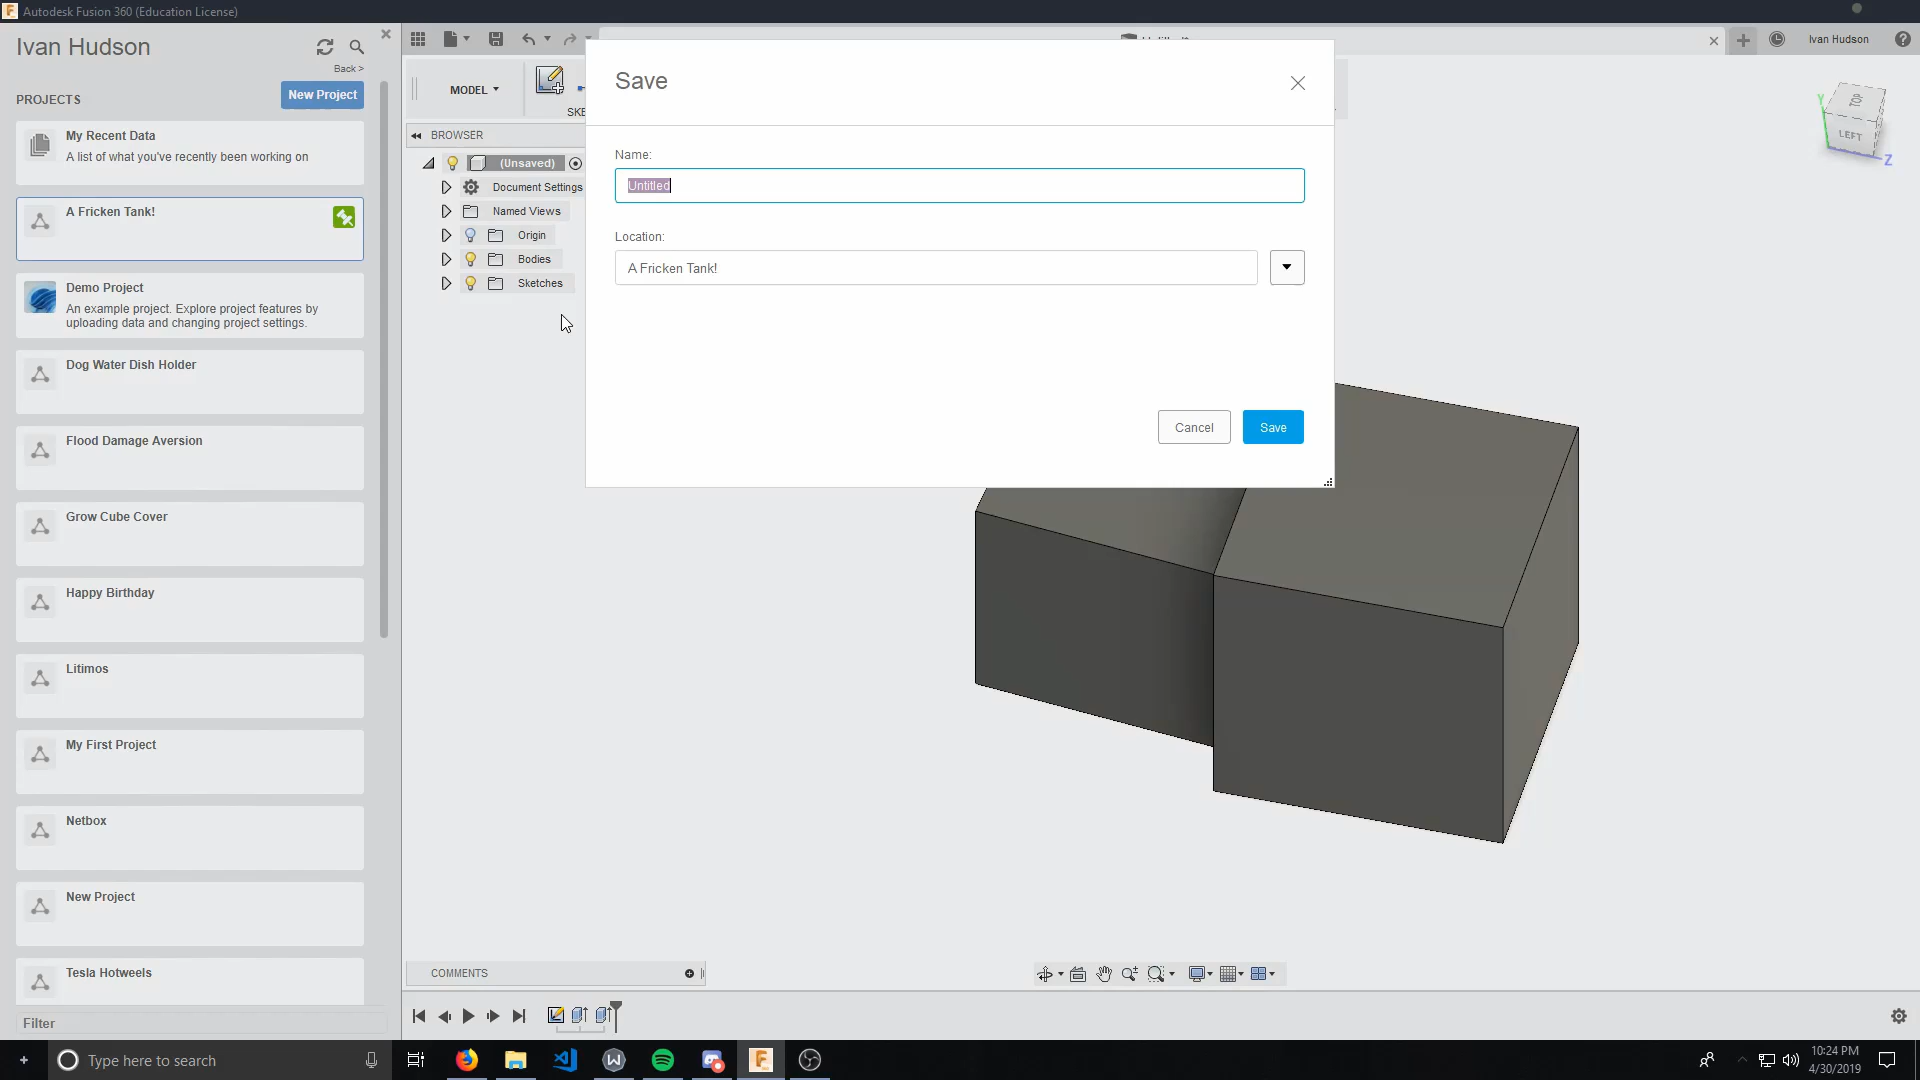 Autodesk Fusion 360 (Education License)
Ivan Hudson
Back >
PROJECTS
New Project
My Recent Data
A list of what you've recently been working on
A Fricken Tank!
Demo Project
An example project. Explore project features by
uploading data and changing project settings.
Dog Water Dish Holder
Flood Damage Aversion
Grow Cube Cover
Happy Birthday
Litimos
My First Project
Netbox
New Project
Tesla Hotweels
Filter
Ivan Hudson
MODEL
SKE
BROWSER
(Unsaved)
Document Settings
Named Views
Origin
Bodies
Sketches
Save
Name:
Untitled
Location:
A Fricken Tank!
Cancel
Save
TOP
LEFT
Y
Z
COMMENTS
Type here to search
10:24 PM
4/30/2019